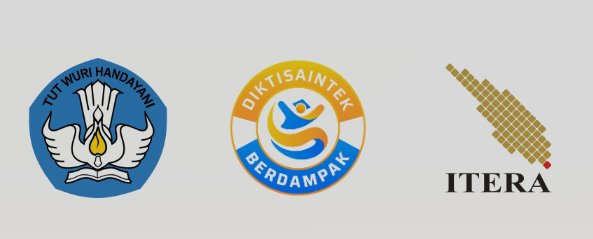 TUT WURI HANDAYANI
DIKTISAINTEK
BERDAMPAK
ITERA